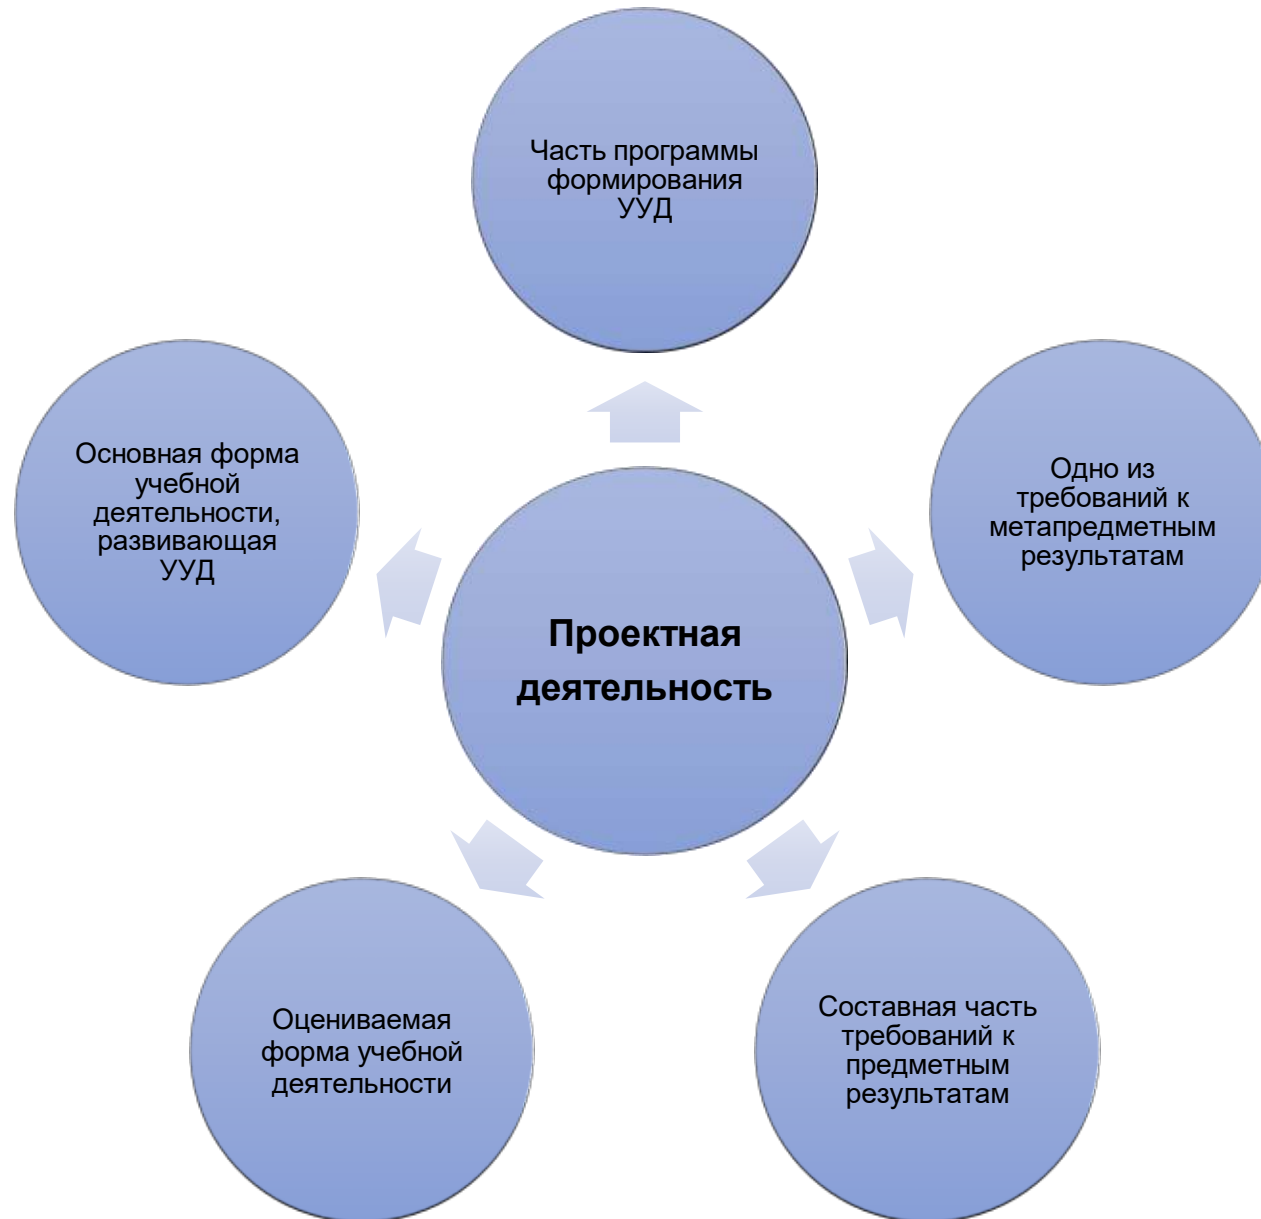 Часть программы
формирования
УУД
Основная форма
учебной
деятельности,
развивающая
УУД
Одно из
требований к
метапредметным
результатам
Проектная
деятельность
Оцениваемая
форма учебной
деятельности
Составная часть
требований к
предметным
результатам